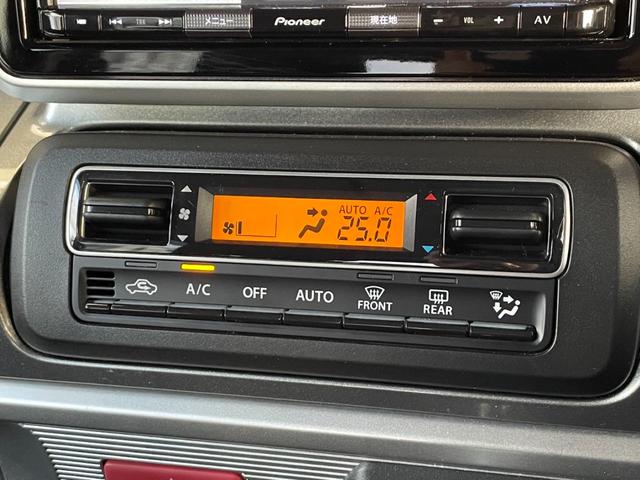 TRK メニュー Pioneer 現在地 − VOL + AV
AUTO A/C
25.0
A/C OFF AUTO FRONT REAR